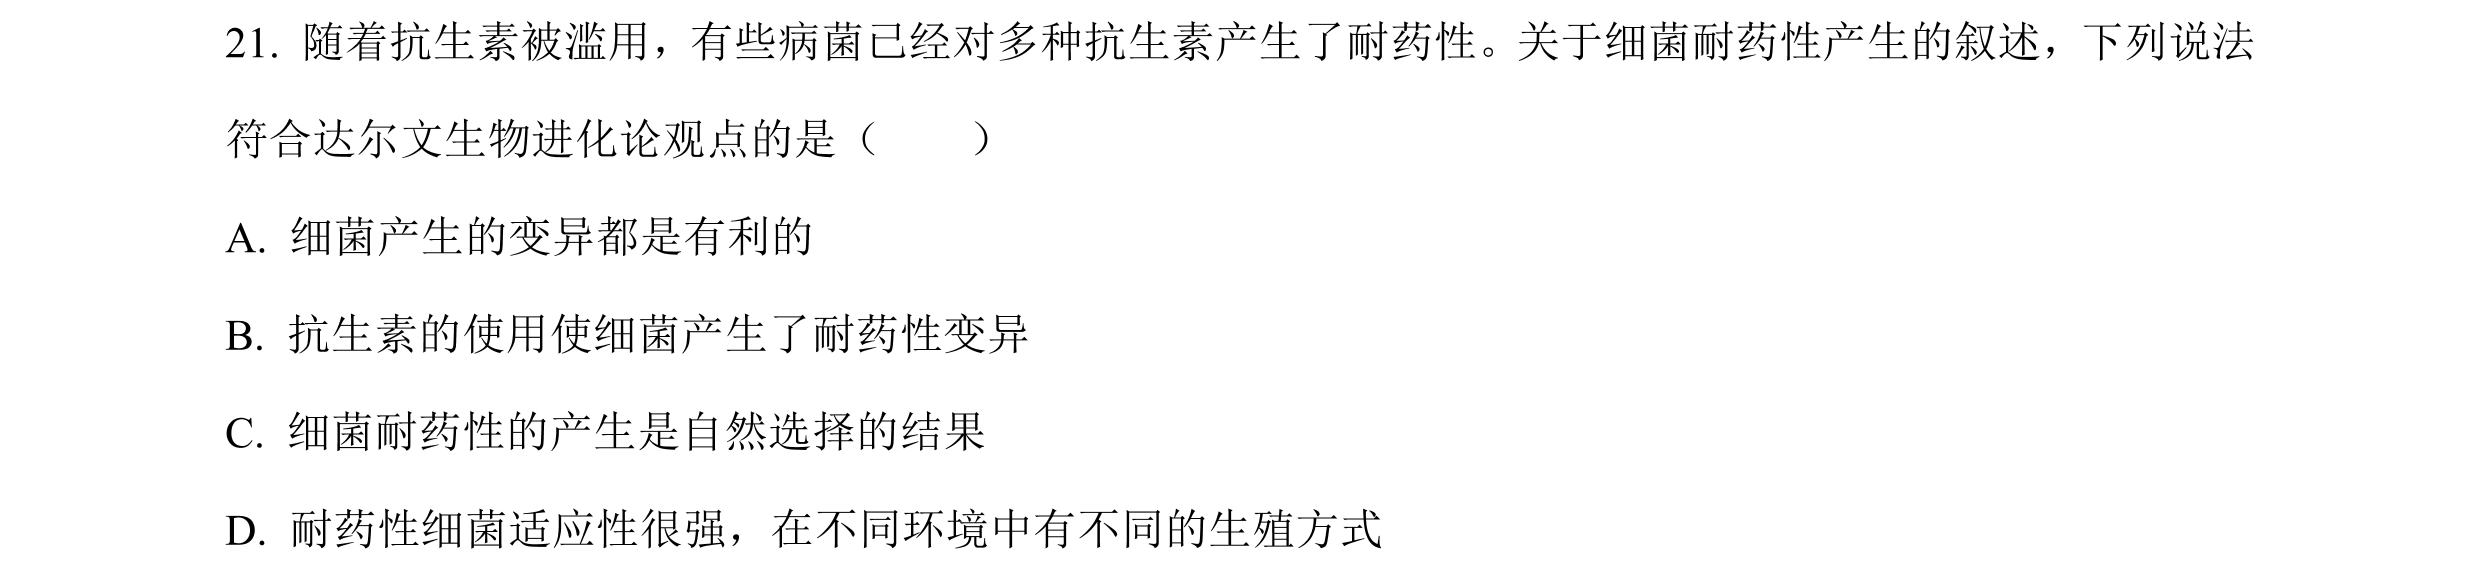 21. 随着抗生素被滥用，有些病菌已经对多种抗生素产生了耐药性。关于细菌耐药性产生的叙述，下列说法
符合达尔文生物进化论观点的是（　　）
A. 细菌产生的变异都是有利的
B. 抗生素的使用使细菌产生了耐药性变异
C. 细菌耐药性的产生是自然选择的结果
D. 耐药性细菌适应性很强，在不同环境中有不同的生殖方式